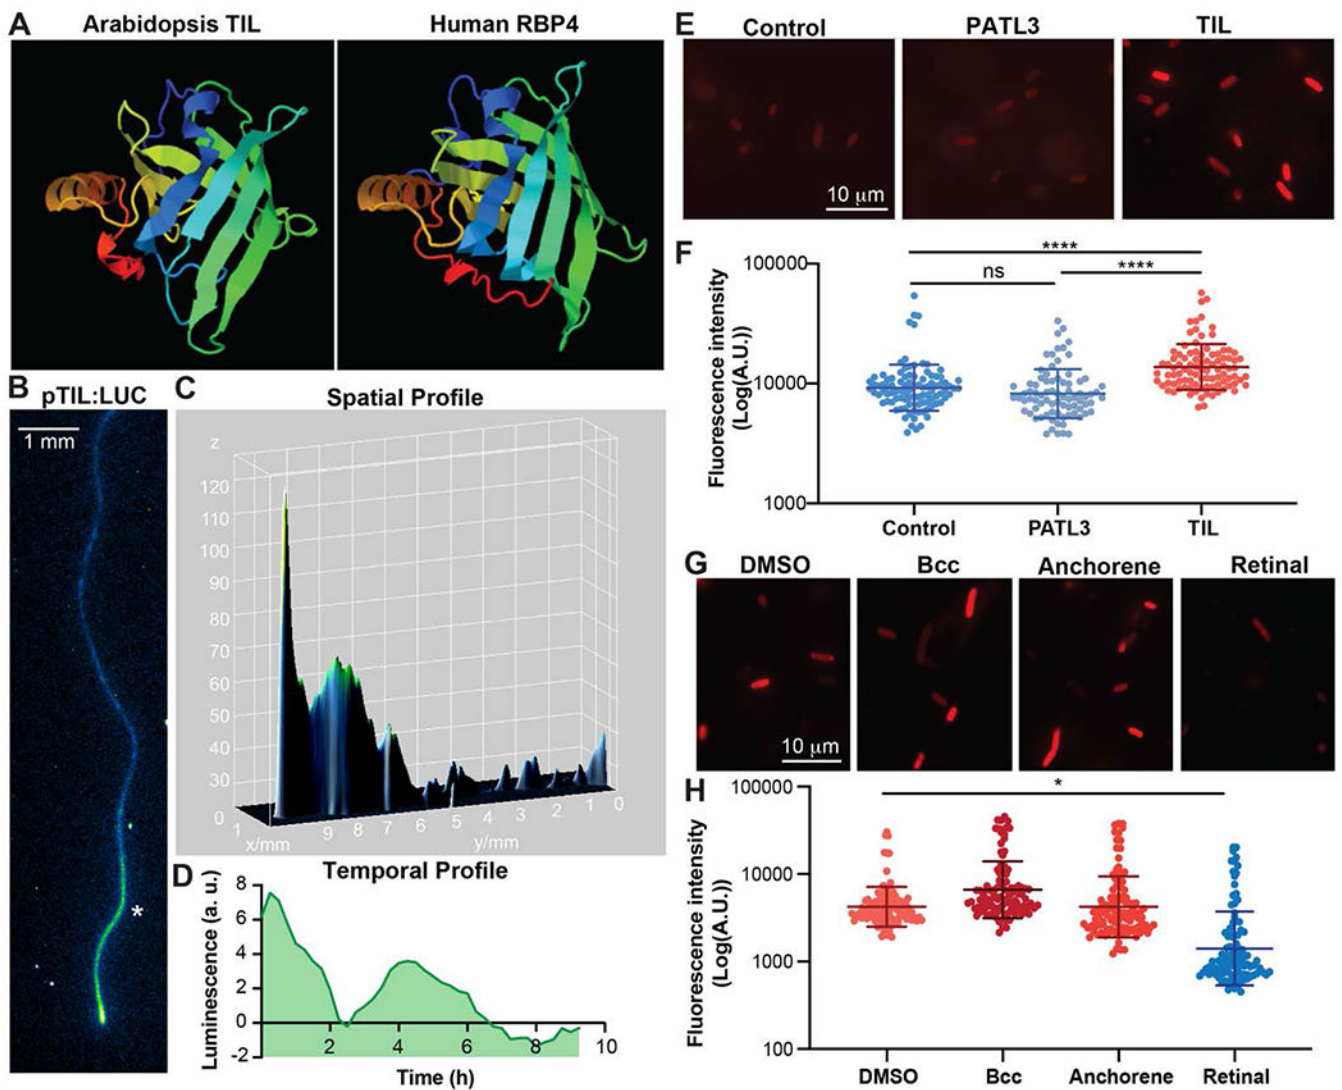 A
Arabidopsis TIL
Human RBP4
B
pTIL:LUC
1 mm
*
C
Spatial Profile
z
120
110
100
90
80
70
60
50
40
30
0
1
x/mm
9 8 7 6 5 4 3 2 1 0
y/mm
D
Temporal Profile
Luminescence (a. u.)
8
6
4
2
0
-2
2 4 6 8 10
Time (h)
E
Control
PATL3
TIL
10 μm
F
Fluorescence intensity
(Log(A.U.))
100000
10000
1000
****
ns
****
Control PATL3 TIL
G
DMSO
Bcc
Anchorene
Retinal
10 μm
H
Fluorescence intensity
(Log(A.U.))
100000
10000
1000
100
*
DMSO Bcc Anchorene Retinal